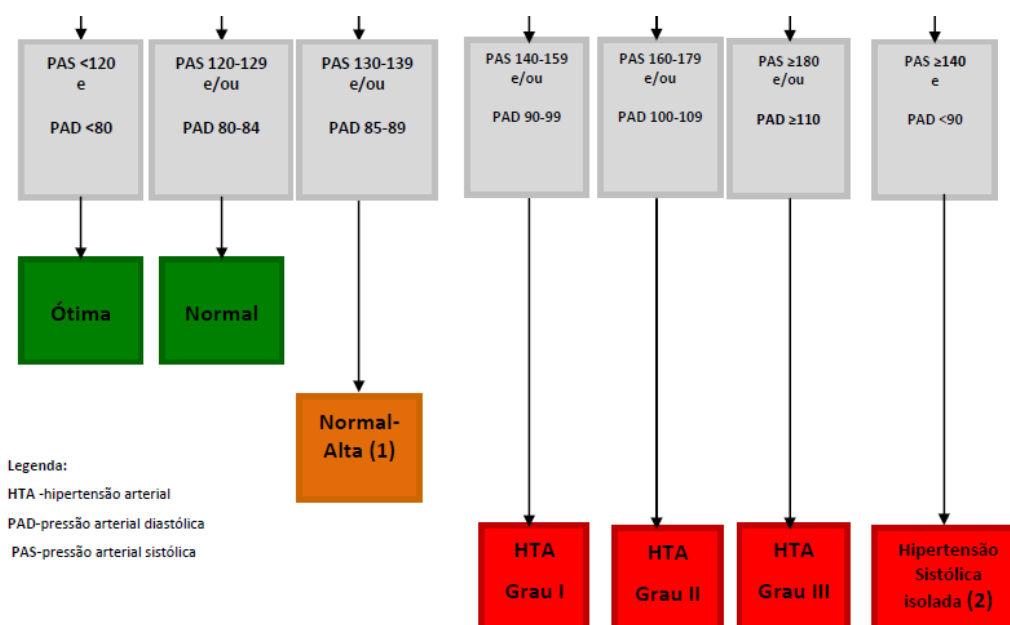 PAS <120
e
PAD <80
PAS 120-129
e/ou
PAD 80-84
PAS 130-139
e/ou
PAD 85-89
PAS 140-159
e/ou
PAD 90-99
PAS 160-179
e/ou
PAD 100-109
PAS ≥180
e/ou
PAD ≥110
PAS ≥140
e
PAD <90
Ótima
Normal
Normal-
Alta (1)
Legenda:
HTA -hipertensão arterial
PAD-pressão arterial diastólica
PAS-pressão arterial sistólica
HTA
Grau I
HTA
Grau II
HTA
Grau III
Hipertensão
Sistólica
isolada (2)